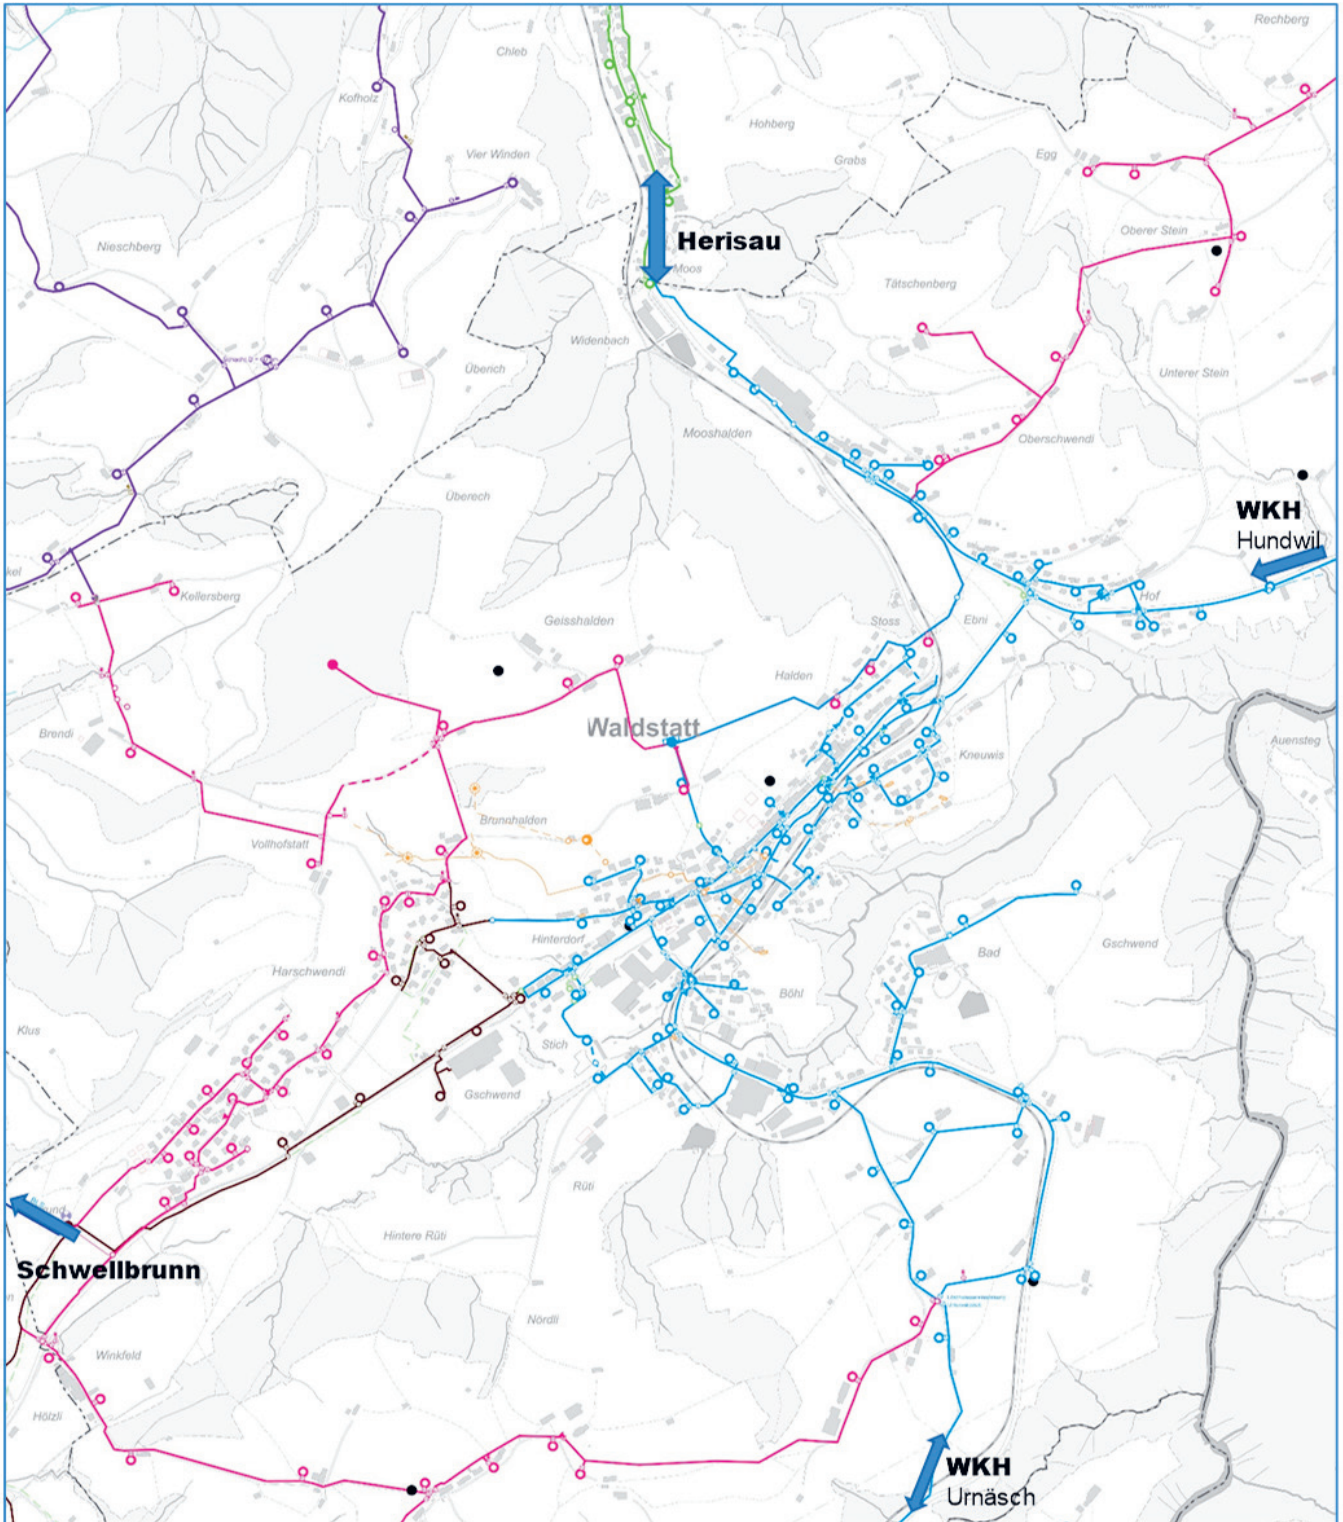 Rechberg
Chleb
Kofholz
Hohberg
Vier Winden
Grabs
Egg
Oberer Stein
Nieschberg
Herisau
Moos
Tätschenberg
Widenbach
Überich
Unterer Stein
Mooshalden
Oberschwendi
Überech
WKH
Hundwil
kel
Kellersberg
Hof
Geisshalden
Stoss
Ebni
Halden
Waldstatt
Brendi
Auensteg
Kneuwis
Brunnhalden
Vollhofstatt
Hinterdorf
Bad
Gschwend
Harschwendi
Böhl
Klus
Stich
Gschwend
Rüti
und
Hintere Rüti
Schwellbrunn
Nördli
Winkfeld
Hölzli
WKH
Urnäsch